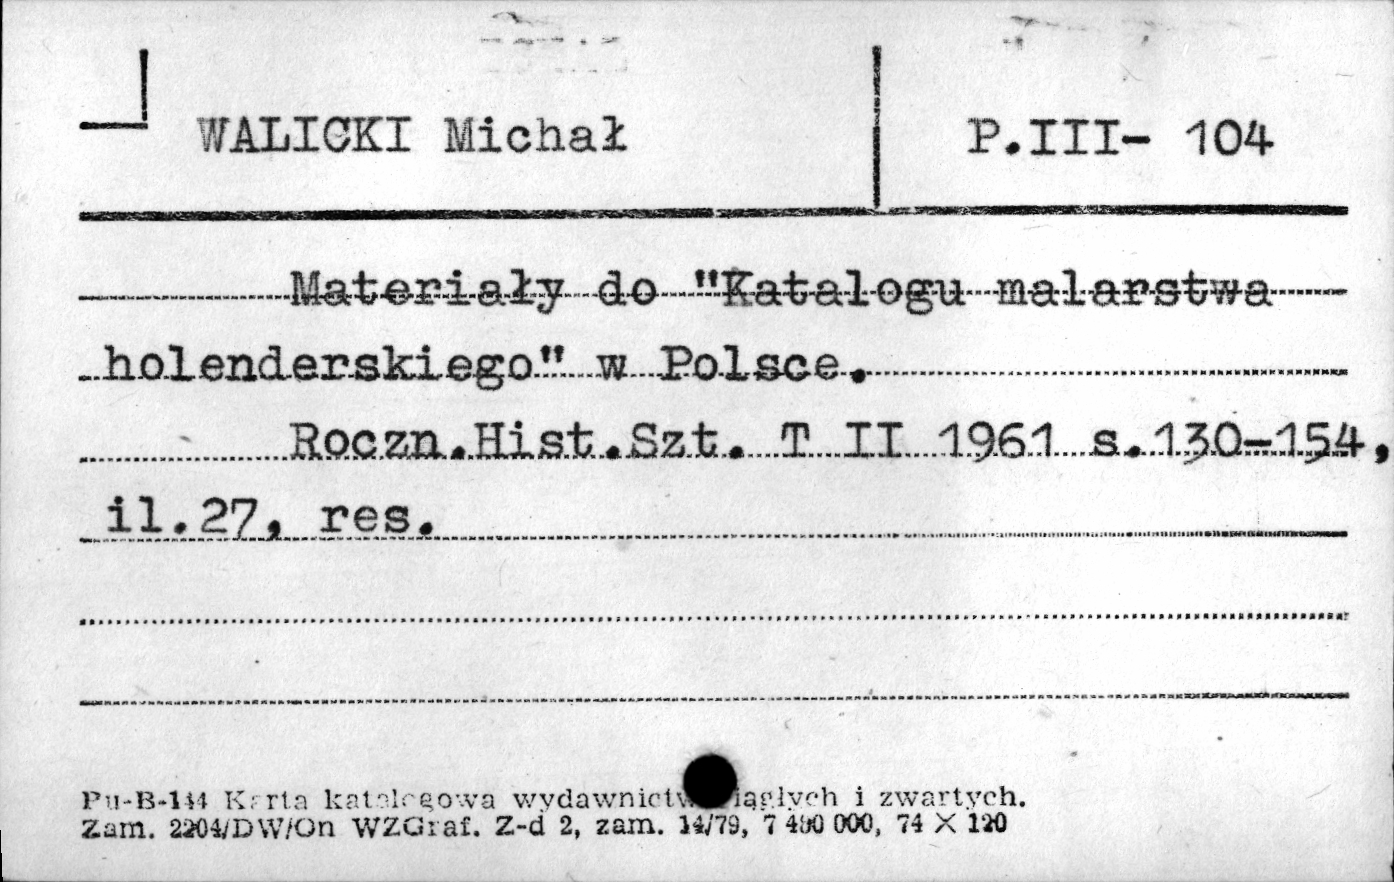 WALICKI Michał
P.III- 104
Materiały do "Katalogu malarstwa
holenderskiego" w Polsce.
Roczn.Hist.Szt. T II 1961 s.130-154,
il.27, res.
Pu-B-144 Karta katalogowa wydawnictw ciągłych i zwartych.
Zam. 2204/DW/On WZGraf. Z-d 2, zam. 14/79, 7 480 000, 74 X 120